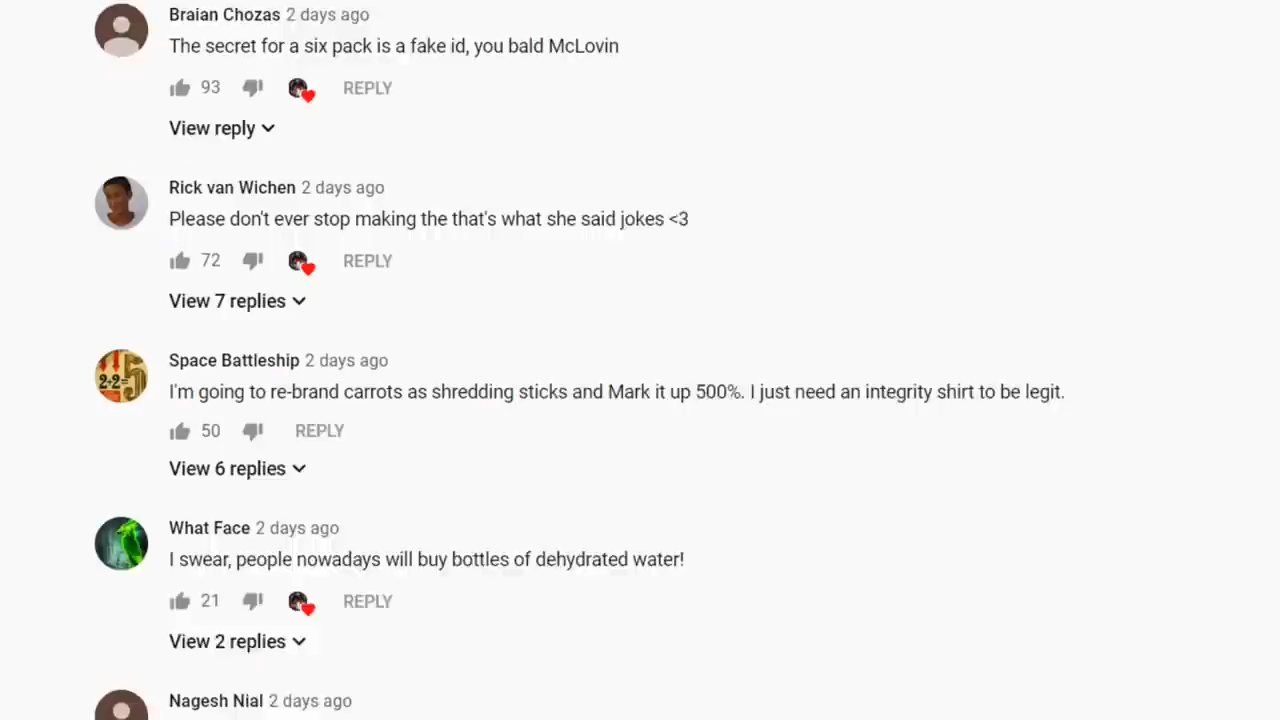 Braian Chozas 2 days ago
The secret for a six pack is a fake id, you bald McLovin
93 REPLY
View reply
Rick van Wichen 2 days ago
Please don't ever stop making the that's what she said jokes <3
72 REPLY
View 7 replies
Space Battleship 2 days ago
2+2=5
I'm going to re-brand carrots as shredding sticks and Mark it up 500%. I just need an integrity shirt to be legit.
50 REPLY
View 6 replies
What Face 2 days ago
I swear, people nowadays will buy bottles of dehydrated water!
21 REPLY
View 2 replies
Nagesh Nial 2 days ago